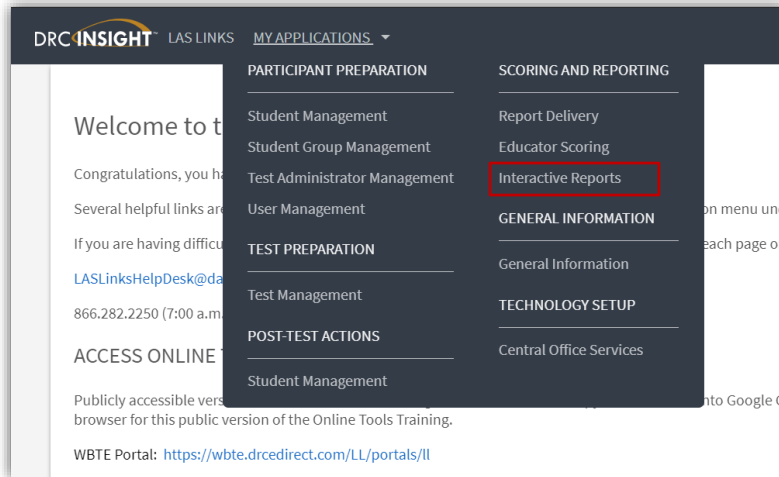 DRC INSIGHT LAS LINKS MY APPLICATIONS
PARTICIPANT PREPARATION
Student Management
Student Group Management
Test Administrator Management
User Management
TEST PREPARATION
Test Management
POST-TEST ACTIONS
Student Management
SCORING AND REPORTING
Report Delivery
Educator Scoring
Interactive Reports
GENERAL INFORMATION
General Information
TECHNOLOGY SETUP
Central Office Services
Welcome to t
Congratulations, you ha
Several helpful links are on menu un
If you are having difficu each page o
LASLinksHelpDesk@da
866.282.2250 (7:00 a.m.
ACCESS ONLINE
Publicly accessible vers nto Google
browser for this public version of the Online Tools Training.
WBTE Portal: https://wbte.drcedirect.com/LL/portals/ll